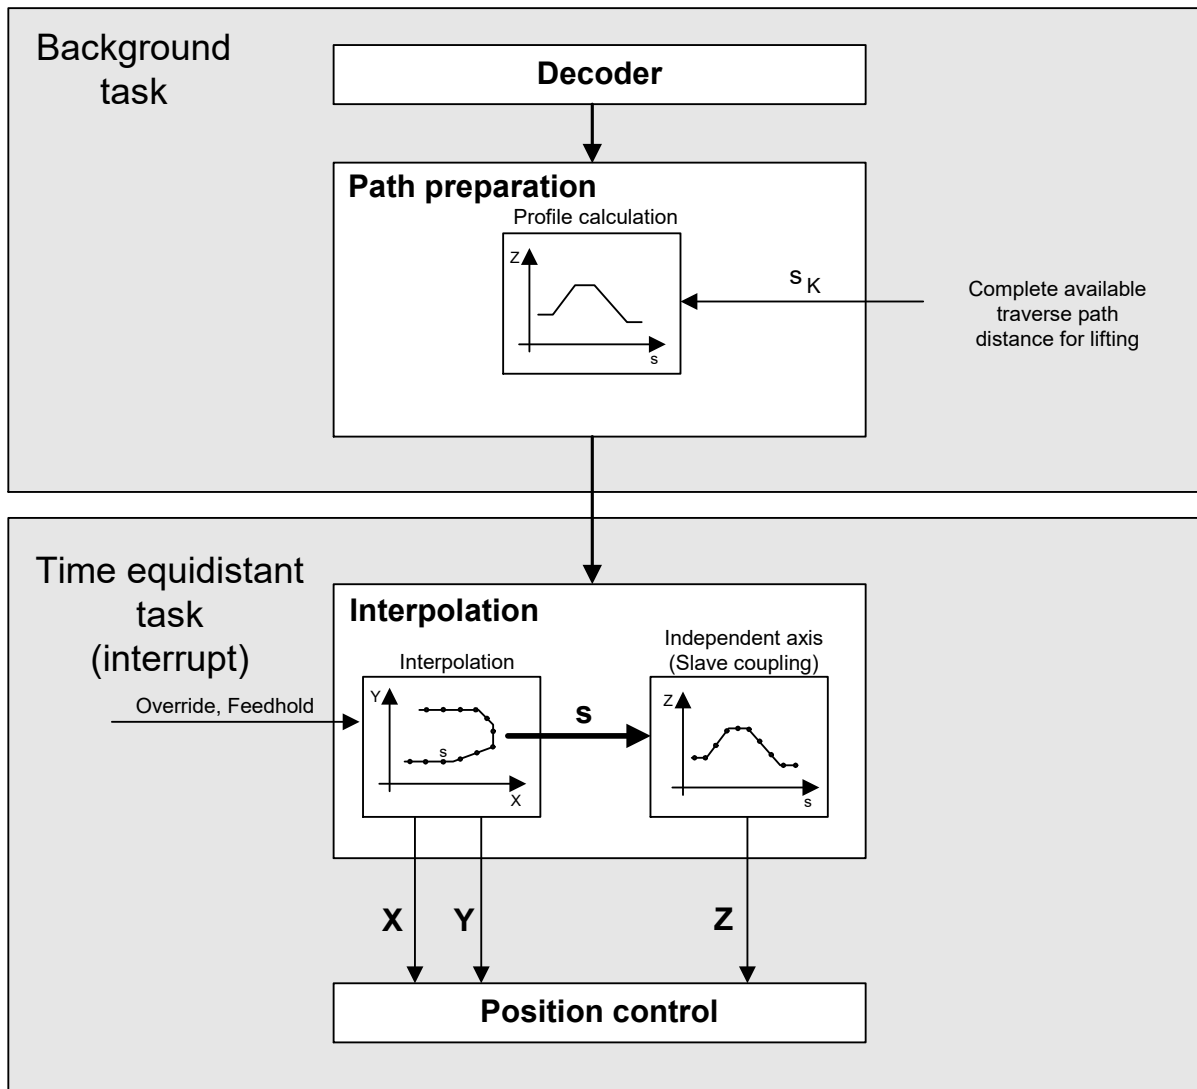 Background
task
Decoder
Path preparation
Profile calculation
Z
s
s K
Complete available
traverse path
distance for lifting
Time equidistant
task
(interrupt)
Interpolation
Interpolation
Independent axis
(Slave coupling)
Override, Feedhold
Y
s
X
s
Z
s
X
Y
Z
Position control